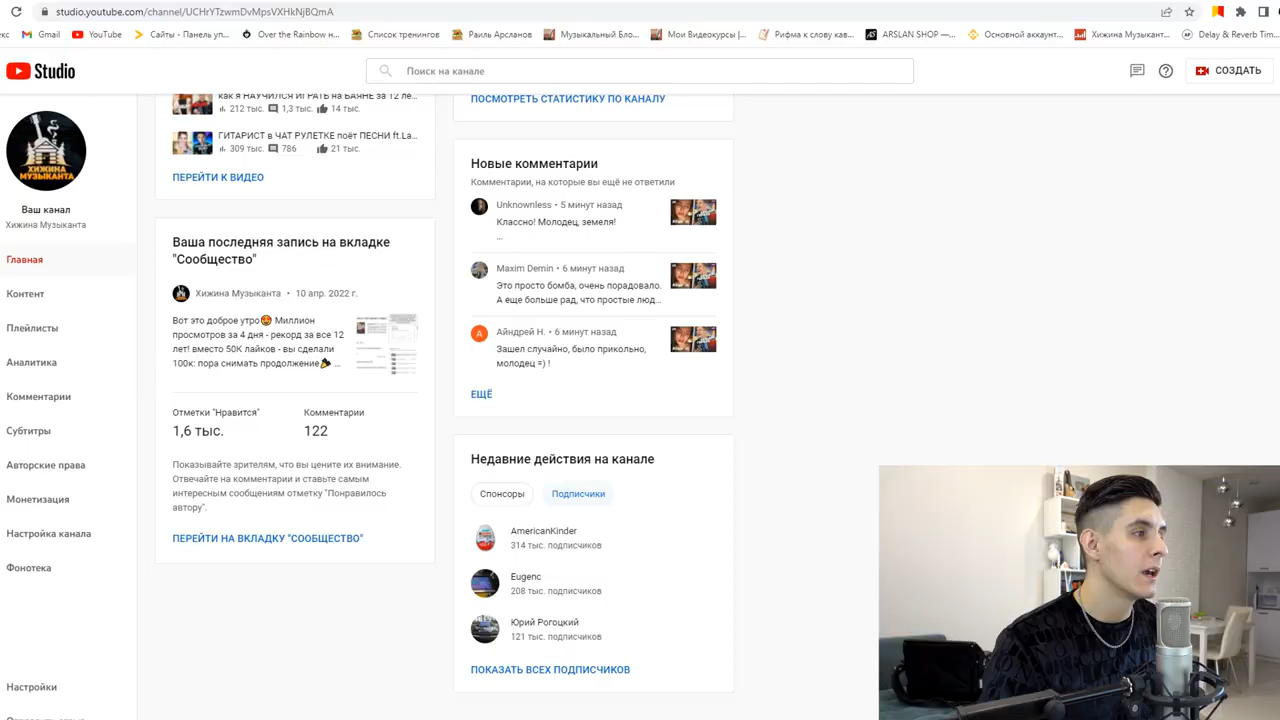 studio.youtube.com/channel/UCHrYTzwmDvMpsVXHkNjBQmA
Gmail
YouTube
Сайты - Панель уп...
Over the Rainbow н...
Список тренингов
Раиль Арсланов
Музыкальный Бло...
Мои Видеокурсы |...
Рифма к слову кав...
ARSLAN SHOP —...
Основной аккаунт...
Хижина Музыкант...
Delay & Reverb Tim...
Studio
Поиск на канале
СОЗДАТЬ
ХИЖИНА
МУЗЫКАНТА
Ваш канал
Хижина Музыканта
Главная
Контент
Плейлисты
Аналитика
Комментарии
Субтитры
Авторские права
Монетизация
Настройка канала
Фонотека
Настройки
как я НАУЧИЛСЯ ИГРАТЬ на БАЯНЕ за 12 ле...
212 тыс. 1,3 тыс. 14 тыс.
ГИТАРИСТ в ЧАТ РУЛЕТКЕ поёт ПЕСНИ ft.La...
309 тыс. 786 21 тыс.
ПЕРЕЙТИ К ВИДЕО
Ваша последняя запись на вкладке
"Сообщество"
Хижина Музыканта • 10 апр. 2022 г.
Вот это доброе утро Миллион
просмотров за 4 дня - рекорд за все 12
лет! вместо 50К лайков - вы сделали
100к: пора снимать продолжение ...
Отметки "Нравится"
Комментарии
1,6 тыс.
122
Показывайте зрителям, что вы цените их внимание.
Отвечайте на комментарии и ставьте самым
интересным сообщениям отметку "Понравилось
автору".
ПЕРЕЙТИ НА ВКЛАДКУ "СООБЩЕСТВО"
ПОСМОТРЕТЬ СТАТИСТИКУ ПО КАНАЛУ
Новые комментарии
Комментарии, на которые вы ещё не ответили
Unknownless • 5 минут назад
Классно! Молодец, земеля!
...
Maxim Demin • 6 минут назад
Это просто бомба, очень порадовало.
А еще больше рад, что простые люд...
А
Айндрей Н. • 6 минут назад
Зашел случайно, было прикольно,
молодец =) !
ЕЩЁ
Недавние действия на канале
Спонсоры
Подписчики
AmericanKinder
314 тыс. подписчиков
Eugenc
208 тыс. подписчиков
Юрий Рогоцкий
121 тыс. подписчиков
ПОКАЗАТЬ ВСЕХ ПОДПИСЧИКОВ